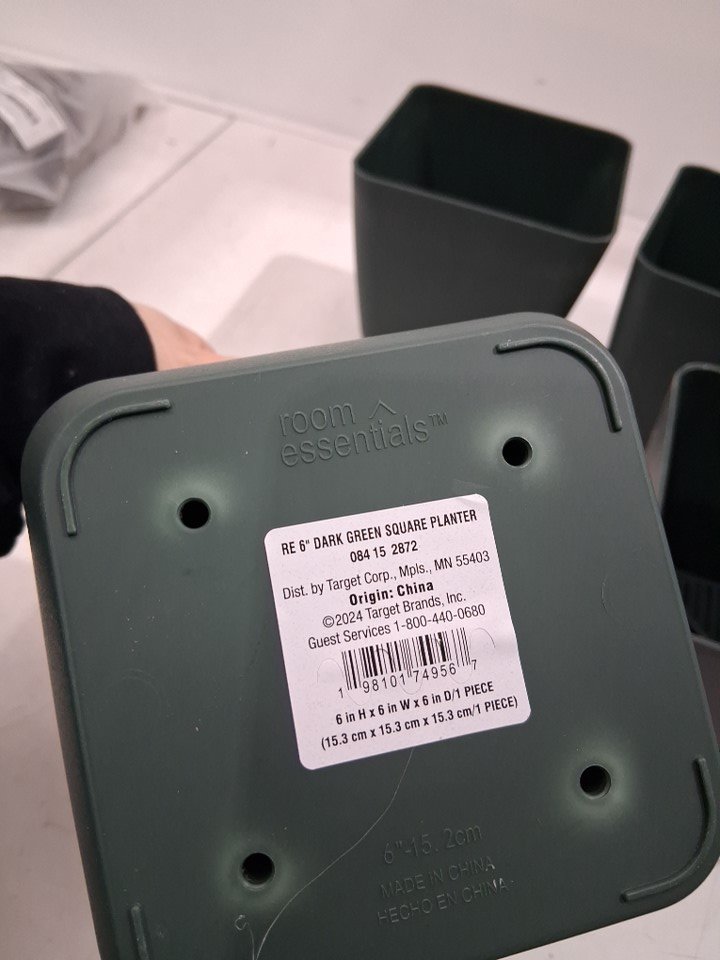 room
essentials™
RE 6" DARK GREEN SQUARE PLANTER
084 15 2872
Dist. by Target Corp., Mpls., MN 55403
Origin: China
©2024 Target Brands, Inc.
Guest Services 1-800-440-0680
1 98101 74956 7
6 in H x 6 in W x 6 in D/1 PIECE
(15.3 cm x 15.3 cm x 15.3 cm/1 PIECE)
6"-15.2cm
MADE IN CHINA
HECHO EN CHINA